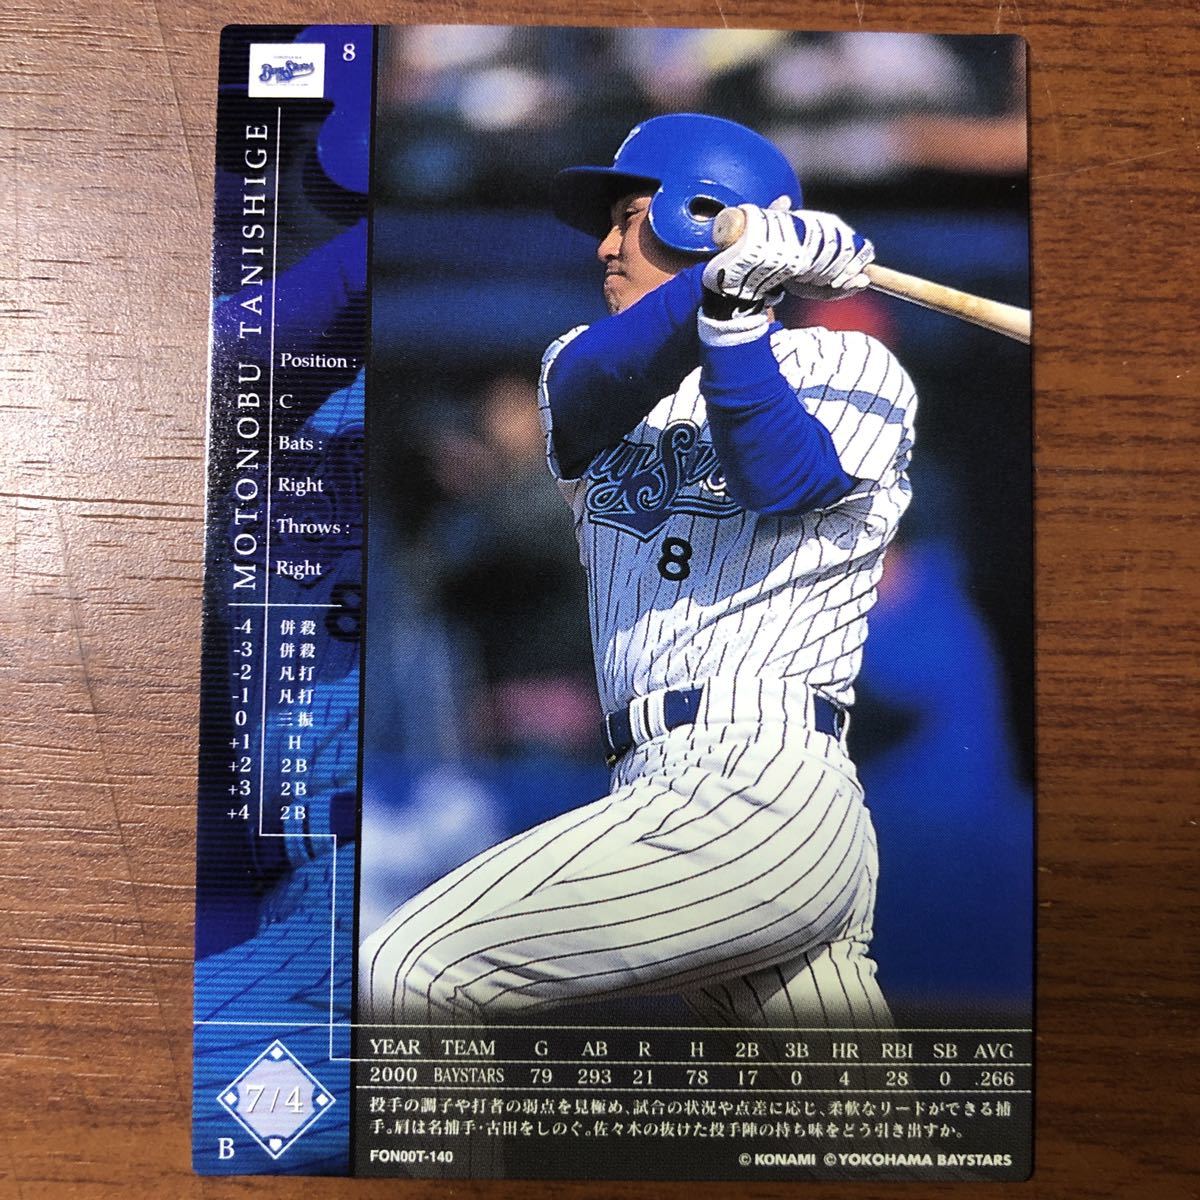 BayStars
8
MOTONOBU TANISHIGE
Position :
C
Bats :
Right
Throws :
Right
8
-4 併殺
-3 併殺
-2 凡打
-1 凡打
0 三振
+1 H
+2 2B
+3 2B
+4 2B
7/4
B
YEAR TEAM G AB R H 2B 3B HR RBI SB AVG
2000 BAYSTARS 79 293 21 78 17 0 4 28 0 .266
投手の調子や打者の弱点を見極め、試合の状況や点差に応じ、柔軟なリードができる捕
手。肩は名捕手・古田をしのぐ。佐々木の抜けた投手陣の持ち味をどう引き出すか。
FON00T-140
© KONAMI ©YOKOHAMA BAYSTARS